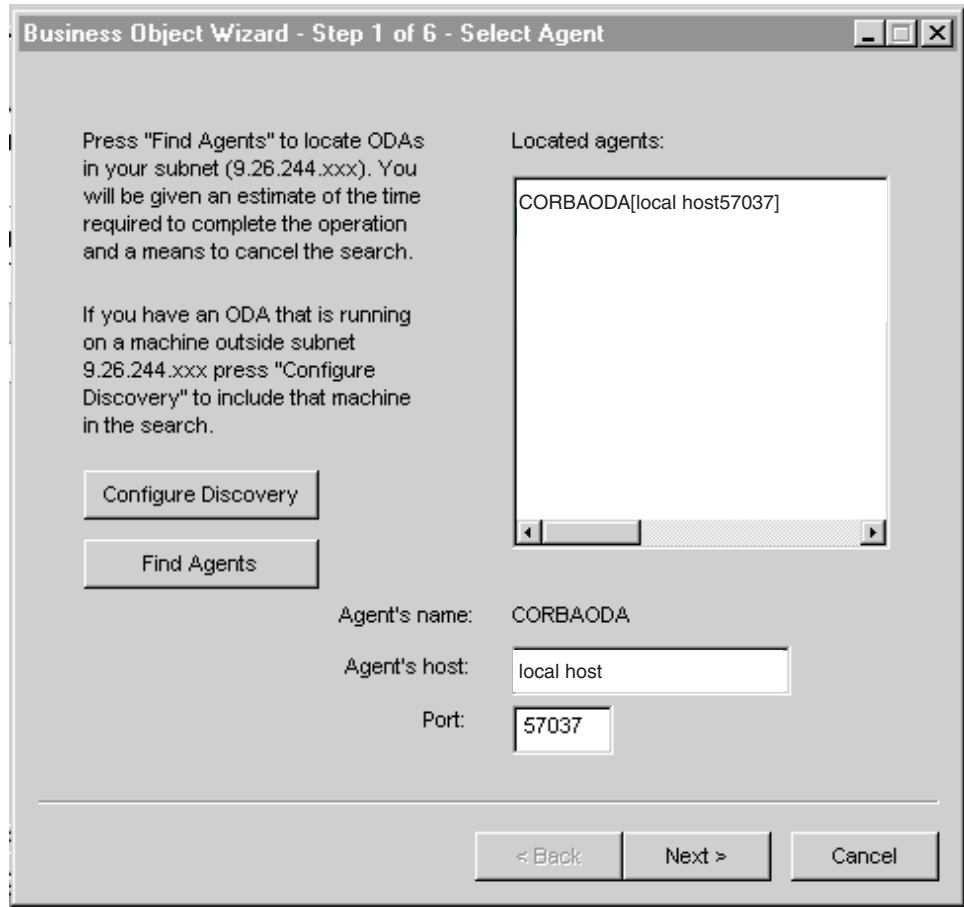 Business Object Wizard - Step 1 of 6 - Select Agent
Press "Find Agents" to locate ODAs
in your subnet (9.26.244.xxx). You
will be given an estimate of the time
required to complete the operation
and a means to cancel the search.
If you have an ODA that is running
on a machine outside subnet
9.26.244.xxx press "Configure
Discovery" to include that machine
in the search.
Configure Discovery
Find Agents
Located agents:
CORBAODA[local host57037]
Agent's name: CORBAODA
Agent's host: local host
Port: 57037
< Back Next > Cancel